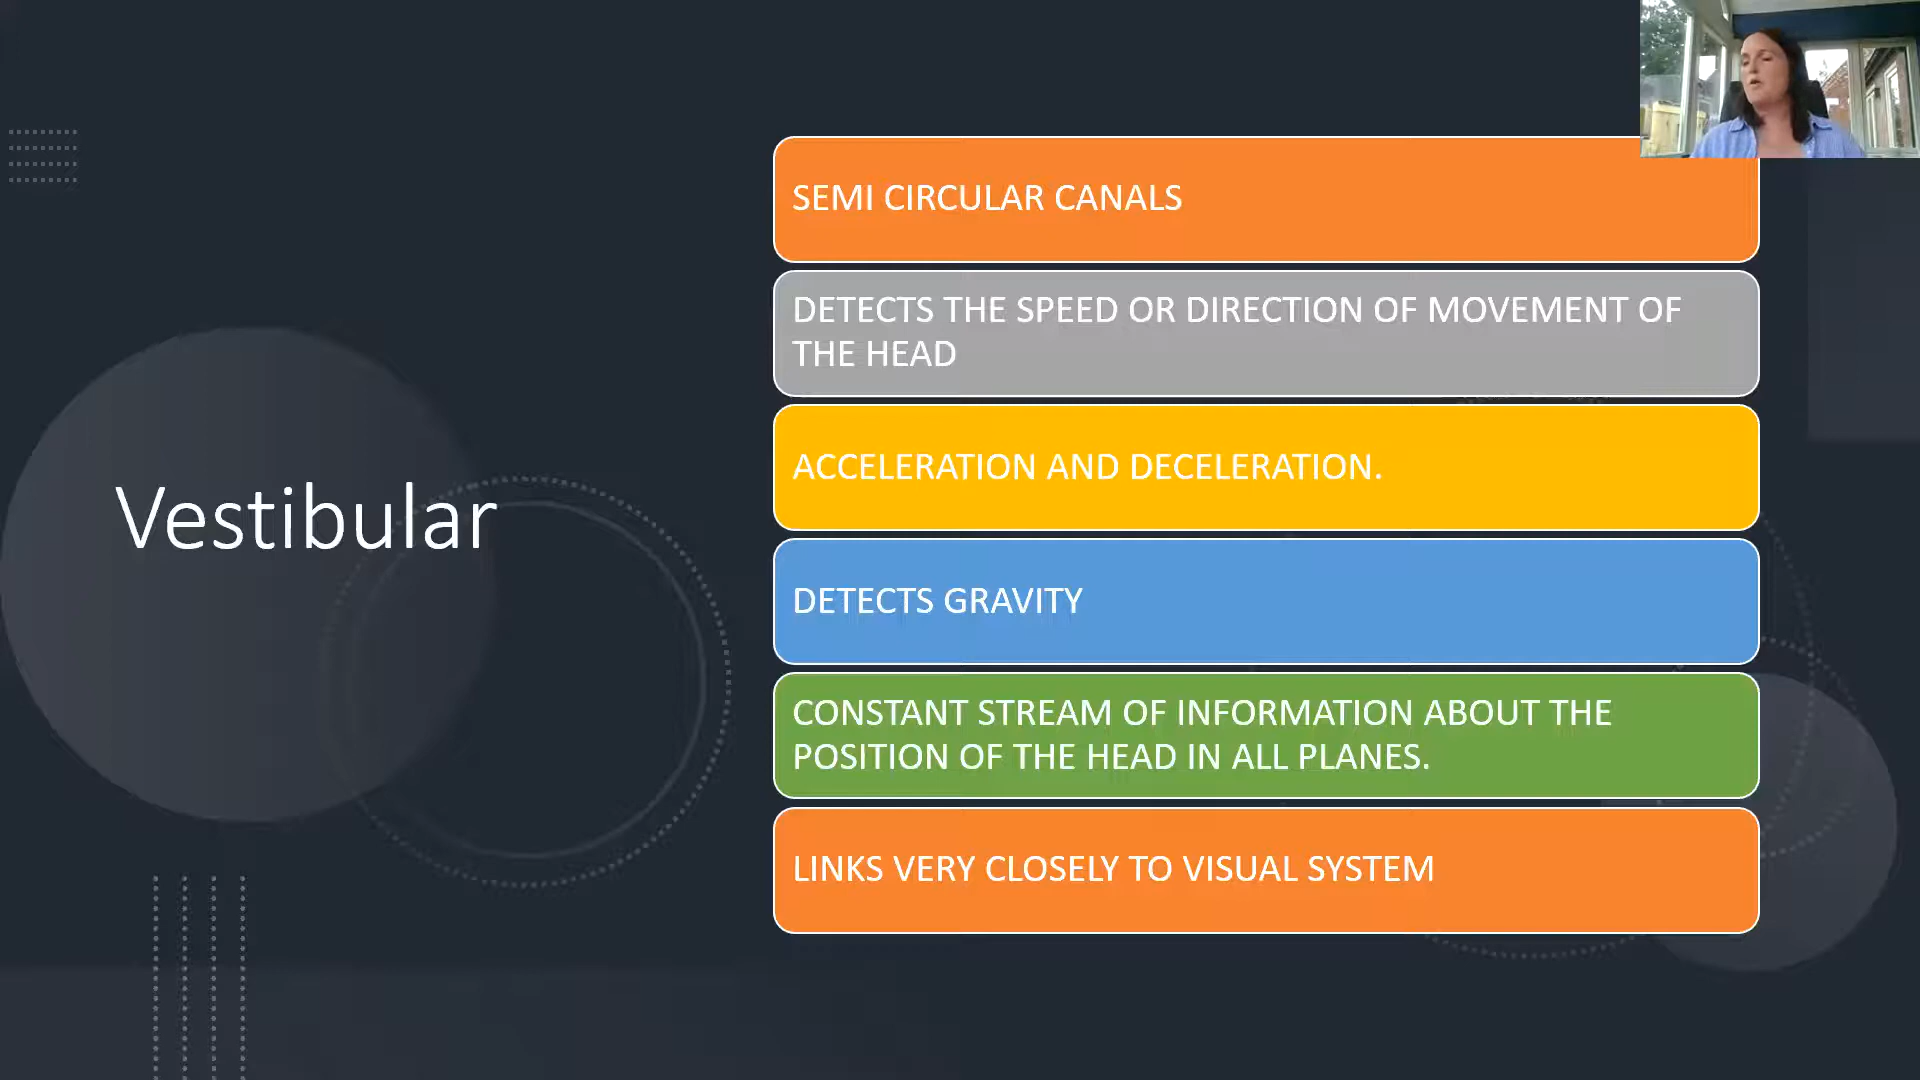 Vestibular
SEMI CIRCULAR CANALS
DETECTS THE SPEED OR DIRECTION OF MOVEMENT OF
THE HEAD
ACCELERATION AND DECELERATION.
DETECTS GRAVITY
CONSTANT STREAM OF INFORMATION ABOUT THE
POSITION OF THE HEAD IN ALL PLANES.
LINKS VERY CLOSELY TO VISUAL SYSTEM